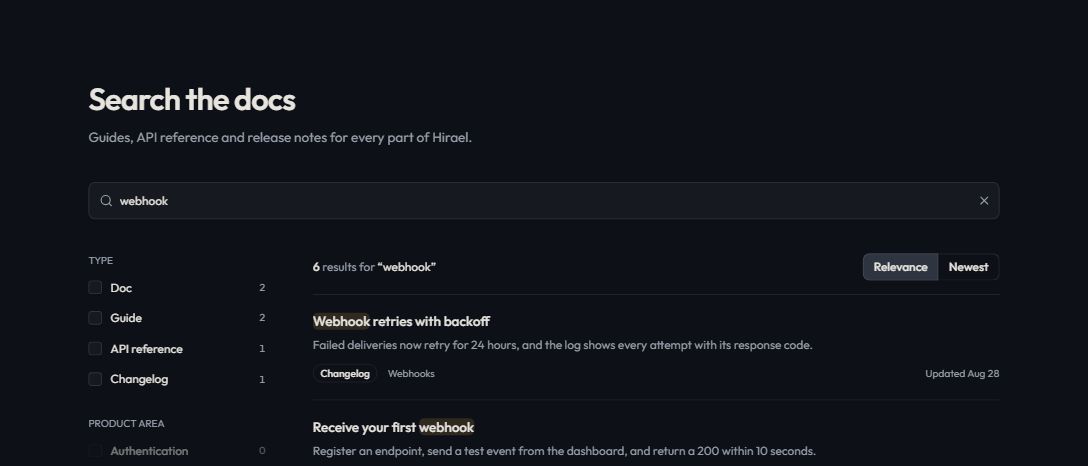 Search the docs
Guides, API reference and release notes for every part of Hirael.
webhook
TYPE
Doc 2
Guide 2
API reference 1
Changelog 1
PRODUCT AREA
Authentication 0
6 results for “webhook”
Relevance Newest
Webhook retries with backoff
Failed deliveries now retry for 24 hours, and the log shows every attempt with its response code.
Changelog Webhooks Updated Aug 28
Receive your first webhook
Register an endpoint, send a test event from the dashboard, and return a 200 within 10 seconds.